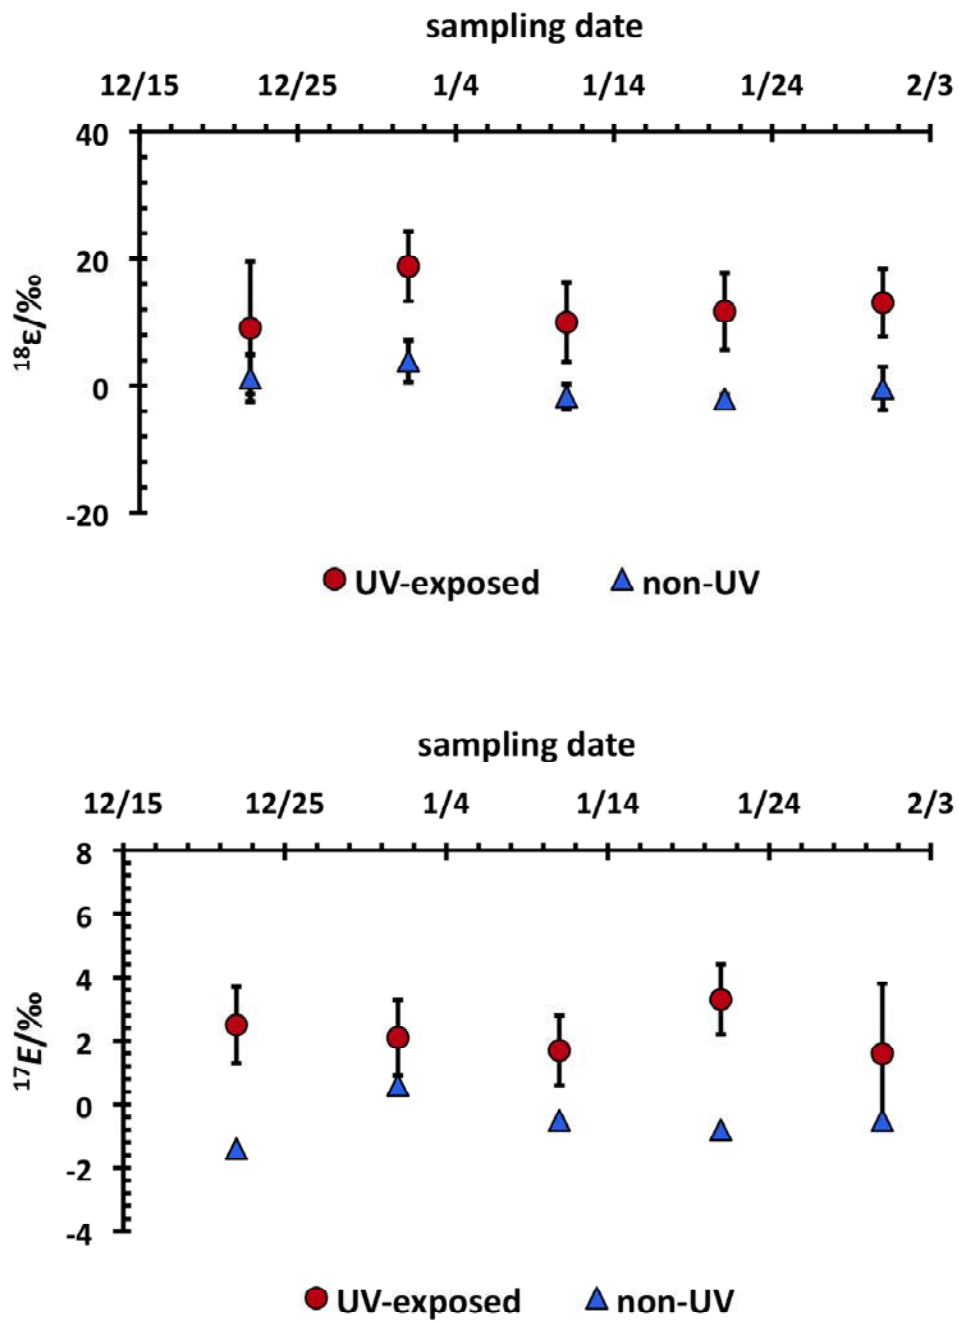 sampling date
12/15 12/25 1/4 1/14 1/24 2/3
40
20
0
-20
¹⁸ε/‰
UV-exposed non-UV
sampling date
12/15 12/25 1/4 1/14 1/24 2/3
8
6
4
2
0
-2
-4
¹⁷E/‰
UV-exposed non-UV